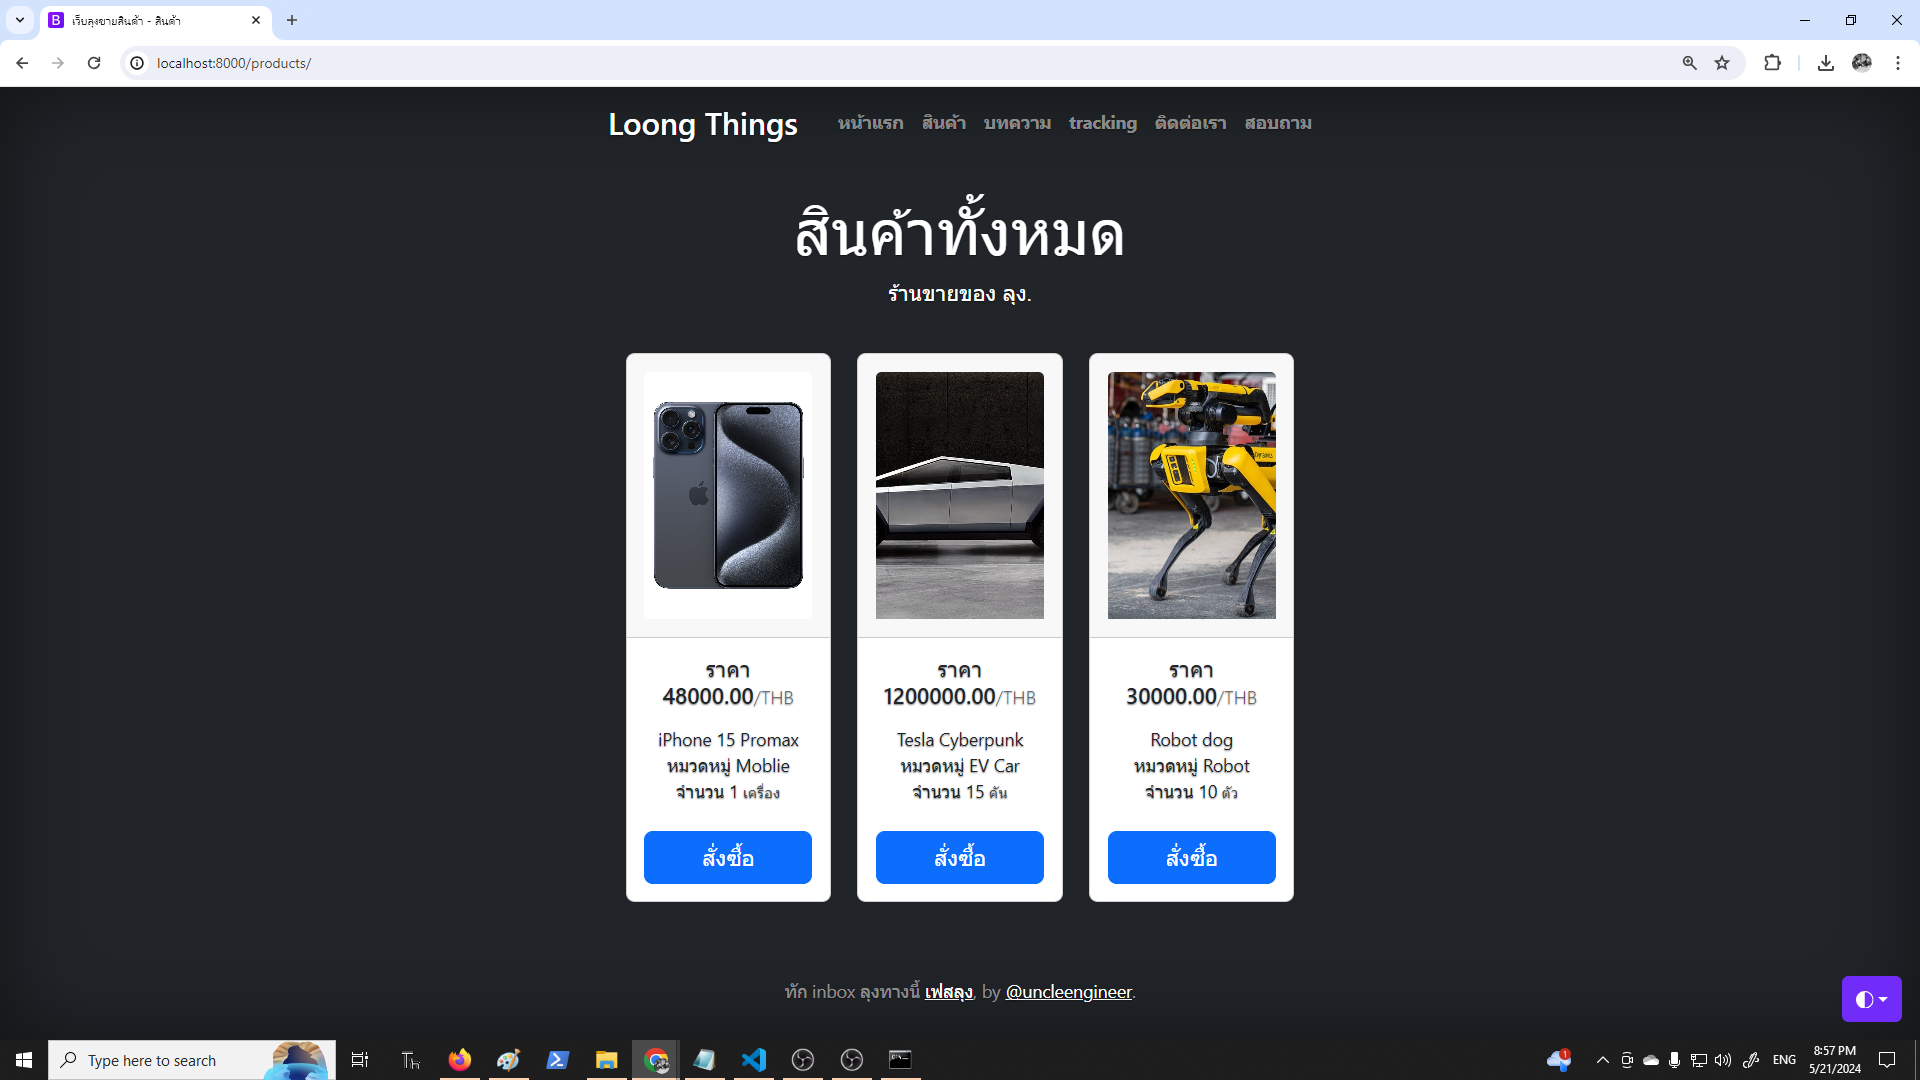 เว็บลุงขายสินค้า - สินค้า
localhost:8000/products/
Loong Things หน้าแรก สินค้า บทความ tracking ติดต่อเรา สอบถาม
สินค้าทั้งหมด
ร้านขายของ ลุง.
ราคา
48000.00/THB
iPhone 15 Promax
หมวดหมู่ Moblie
จำนวน 1 เครื่อง
สั่งซื้อ
ราคา
1200000.00/THB
Tesla Cyberpunk
หมวดหมู่ EV Car
จำนวน 15 คัน
สั่งซื้อ
ราคา
30000.00/THB
Robot dog
หมวดหมู่ Robot
จำนวน 10 ตัว
สั่งซื้อ
ทัก inbox ลุงทางนี้ เฟสลุง, by @uncleengineer.
Type here to search
1
ENG
8:57 PM
5/21/2024